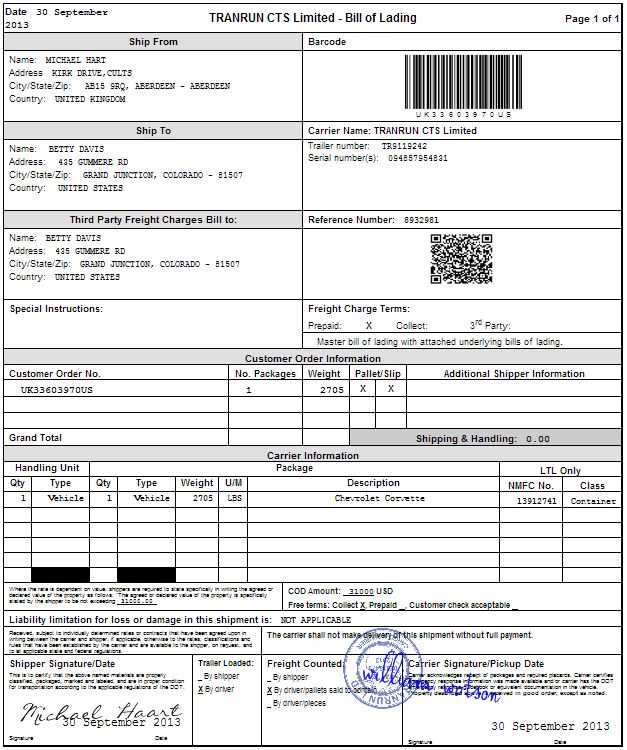 Date 30 September 2013
TRANRUN CTS Limited - Bill of Lading
Page 1 of 1
Ship From
Name: MICHAEL HART
Address KIRK DRIVE,CULTS
City/State/Zip: AB15 9RQ, ABERDEEN - ABERDEEN
Country: UNITED KINGDOM
Barcode
UK33603970US
Ship To
Name: BETTY DAVIS
Address: 435 GUMMERE RD
City/State/Zip: GRAND JUNCTION, COLORADO - 81507
Country: UNITED STATES
Carrier Name: TRANRUN CTS Limited
Trailer number: TR9119242
Serial number(s): 094857954831
Third Party Freight Charges Bill to:
Name: BETTY DAVIS
Address: 435 GUMMERE RD
City/State/Zip: GRAND JUNCTION, COLORADO - 81507
Country: UNITED STATES
Reference Number: 8932981
Special Instructions:
Freight Charge Terms:
Prepaid: X Collect: 3rd Party:
Master bill of lading with attached underlying bills of lading.
Customer Order Information
Customer Order No. No. Packages Weight Pallet/Slip Additional Shipper Information
UK33603970US 1 2705 X X
Grand Total Shipping & Handling: 0.00
Carrier Information
Handling Unit Package LTL Only
Qty Type Qty Type Weight U/M Description NMFC No. Class
1 Vehicle 1 Vehicle 2705 LBS Chevrolet Corvette 13912741 Container
Where the rate is dependent on value, shippers are required to state specifically in writing the agreed or
declared value of the property as follows. "The agreed or declared value of the property is specifically
stated by the shipper to be not exceeding _31000.00_
COD Amount: _31000 USD
Free terms: Collect X, Prepaid _, Customer check acceptable _
Liability limitation for loss or damage in this shipment is: NOT APPLICABLE
Received, subject to individually determined rates or contracts that have been agreed upon in
writing between the carrier and shipper, if applicable, otherwise to the rates, classifications and
rules that have been established by the carrier and are available to the shipper, on request, and
to all applicable state and federal regulations.
The carrier shall not make delivery of this shipment without full payment.
Shipper Signature/Date
This is to certify that the above named materials are properly
classified, packaged, marked and labeled, and are in proper condition
for transportation according to the applicable regulations of the DOT.
Michael Haart
30 September 2013
Trailer Loaded:
_ By shipper
X By driver
Freight Counted
_ By shipper
X By driver/pallets said to contain
_ By driver/pieces
Carrier Signature/Pickup Date
Carrier acknowledges receipt of packages and required placards. Carrier certifies
response information was made available and/or carrier has the DOT
or equivalent documentation in the vehicle.
Property described in good order, except as noted.
william watson
30 September 2013